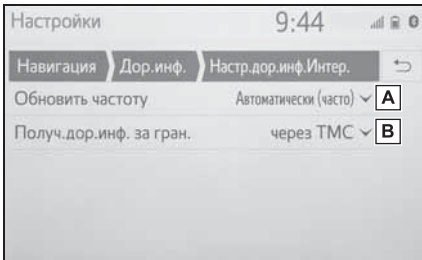 Настройки 9:44 0
Навигация Дор.инф. Настр.дор.инф.Интер.
Обновить частоту Автоматически (часто) A
Получ.дор.инф. за гран. через TMC B